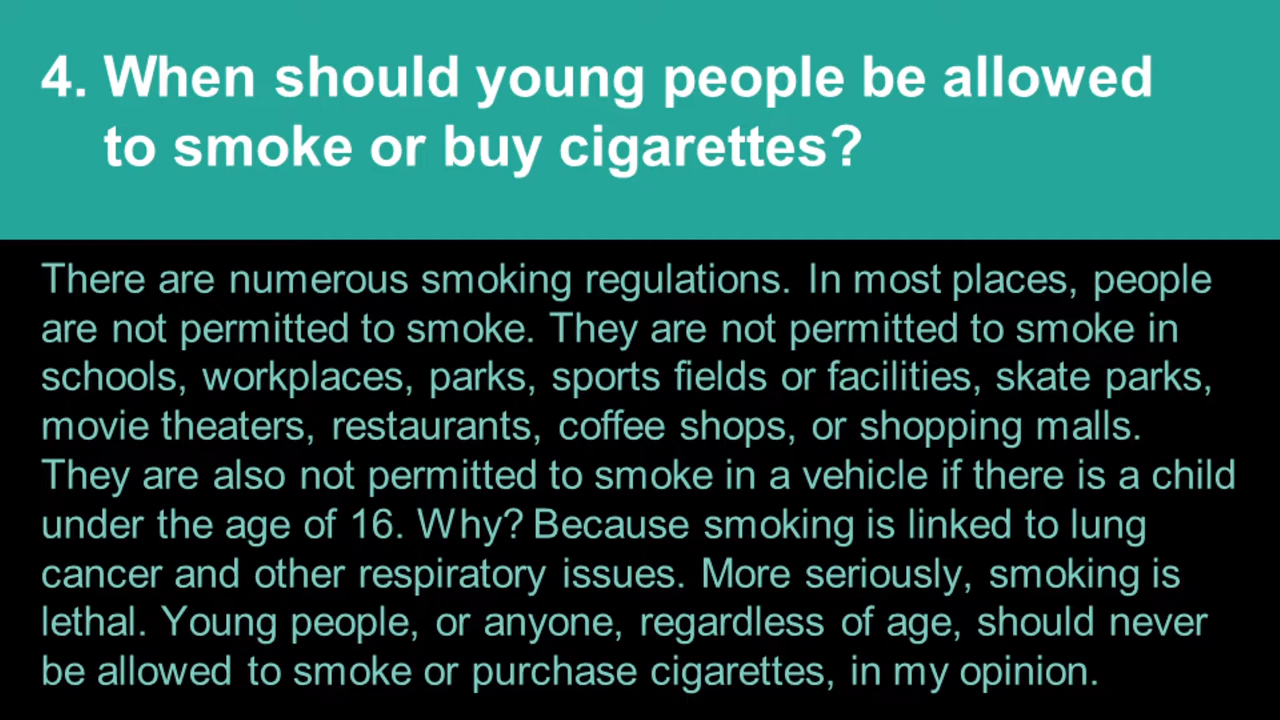 4. When should young people be allowed
to smoke or buy cigarettes?
There are numerous smoking regulations. In most places, people
are not permitted to smoke. They are not permitted to smoke in
schools, workplaces, parks, sports fields or facilities, skate parks,
movie theaters, restaurants, coffee shops, or shopping malls.
They are also not permitted to smoke in a vehicle if there is a child
under the age of 16. Why? Because smoking is linked to lung
cancer and other respiratory issues. More seriously, smoking is
lethal. Young people, or anyone, regardless of age, should never
be allowed to smoke or purchase cigarettes, in my opinion.